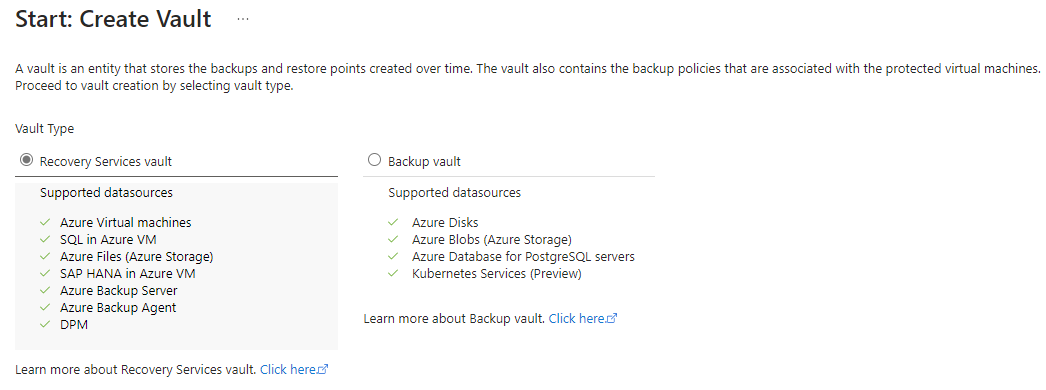 Start: Create Vault ...
A vault is an entity that stores the backups and restore points created over time. The vault also contains the backup policies that are associated with the protected virtual machines.
Proceed to vault creation by selecting vault type.
Vault Type
Recovery Services vault
Supported datasources
Azure Virtual machines
SQL in Azure VM
Azure Files (Azure Storage)
SAP HANA in Azure VM
Azure Backup Server
Azure Backup Agent
DPM
Learn more about Recovery Services vault. Click here.
Backup vault
Supported datasources
Azure Disks
Azure Blobs (Azure Storage)
Azure Database for PostgreSQL servers
Kubernetes Services (Preview)
Learn more about Backup vault. Click here.